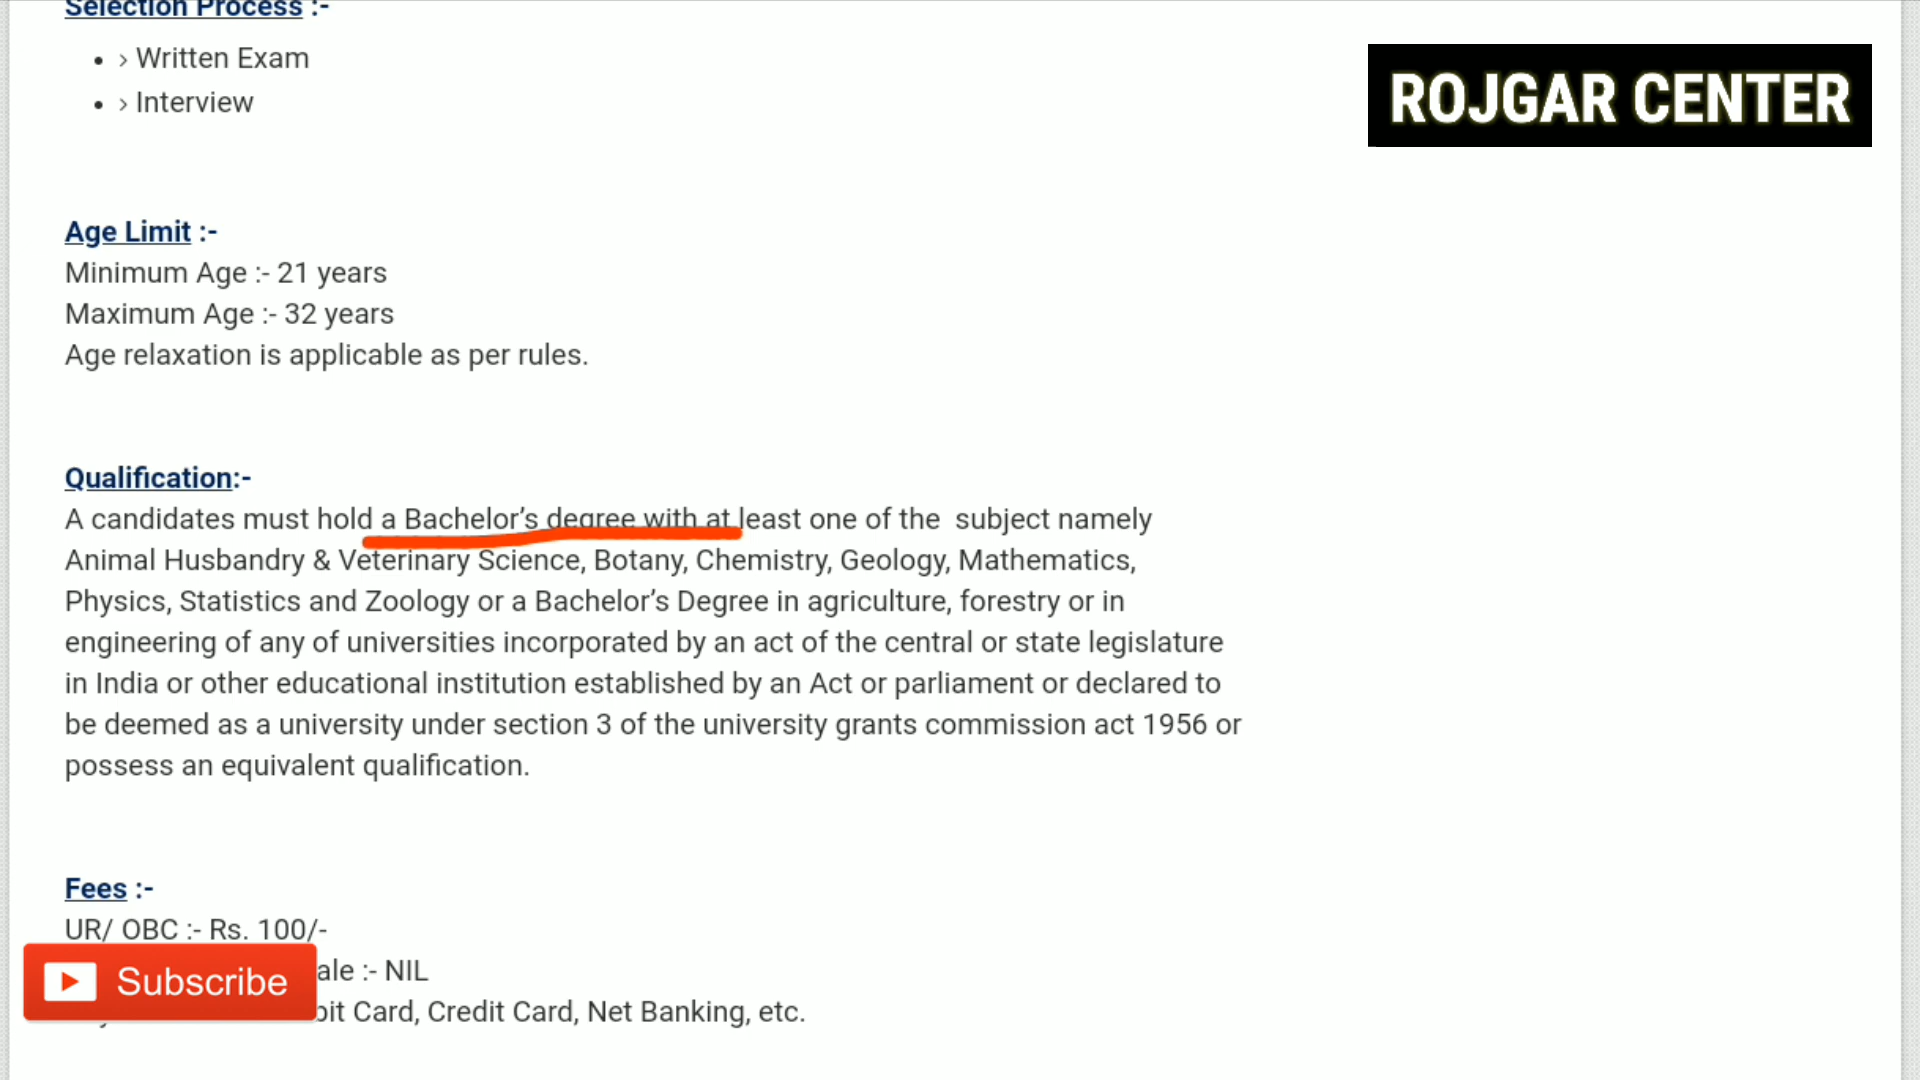 Selection Process :-
› Written Exam
› Interview
ROJGAR CENTER
Age Limit :-
Minimum Age :- 21 years
Maximum Age :- 32 years
Age relaxation is applicable as per rules.
Qualification:-
A candidates must hold a Bachelor’s degree with at least one of the  subject namely
Animal Husbandry & Veterinary Science, Botany, Chemistry, Geology, Mathematics,
Physics, Statistics and Zoology or a Bachelor’s Degree in agriculture, forestry or in
engineering of any of universities incorporated by an act of the central or state legislature
in India or other educational institution established by an Act or parliament or declared to
be deemed as a university under section 3 of the university grants commission act 1956 or
possess an equivalent qualification.
Fees :-
UR/ OBC :- Rs. 100/-
:- NIL
Card, Credit Card, Net Banking, etc.
Subscribe